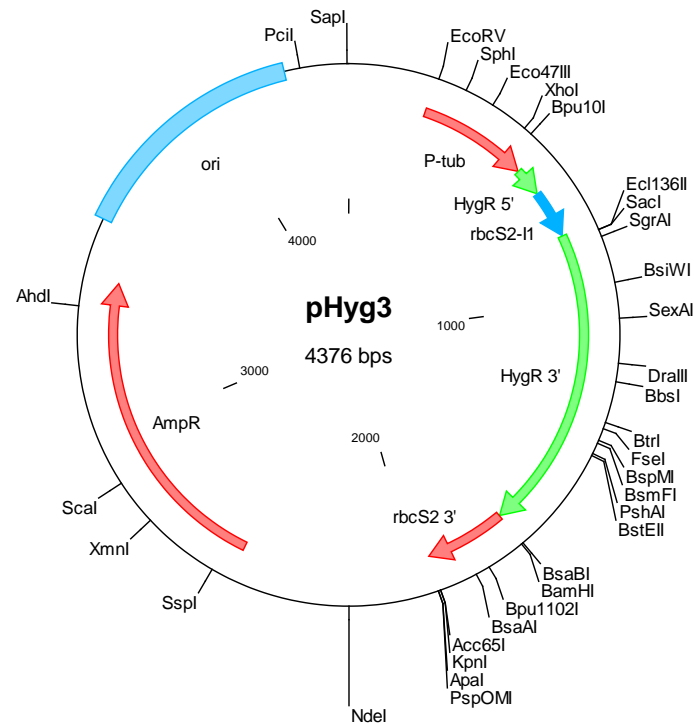 SapI
PciI
EcoRV
SphI
Eco47III
XhoI
Bpu10I
P-tub
ori
HygR 5'
rbcS2-I1
Ecl136II
SacI
SgrAI
4000
BsiWI
AhdI
pHyg3
SexAI
1000
4376 bps
3000
HygR 3'
DraIII
BbsI
AmpR
2000
BtrI
FseI
BspMI
BsmFI
PshAI
BstEII
ScaI
rbcS2 3'
XmnI
BsaBI
BamHI
SspI
Bpu1102I
BsaAI
Acc65I
KpnI
ApaI
PspOMI
NdeI